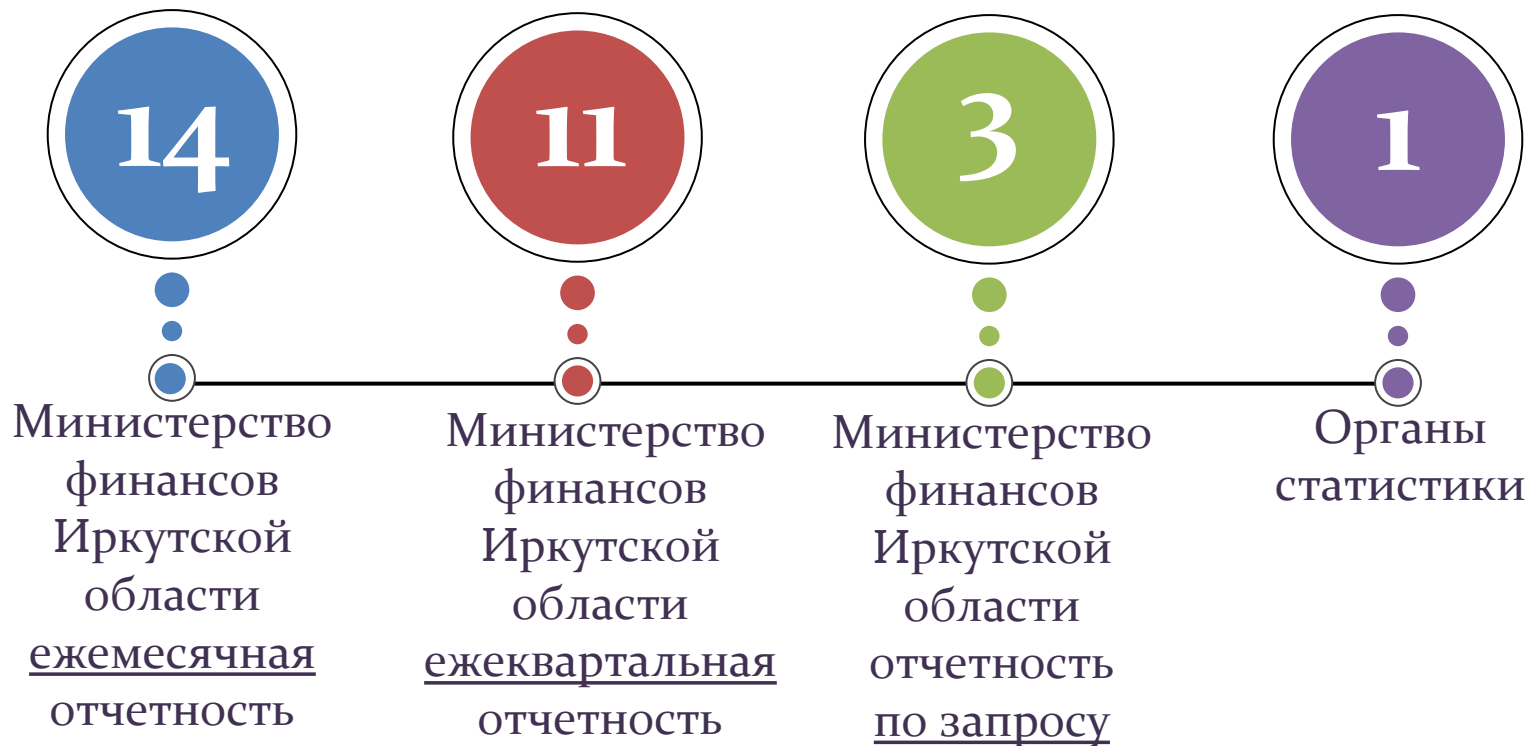 14
Министерство
финансов
Иркутской
области
ежемесячная
отчетность
11
Министерство
финансов
Иркутской
области
ежеквартальная
отчетность
3
Министерство
финансов
Иркутской
области
отчетность
по запросу
1
Органы
статистики